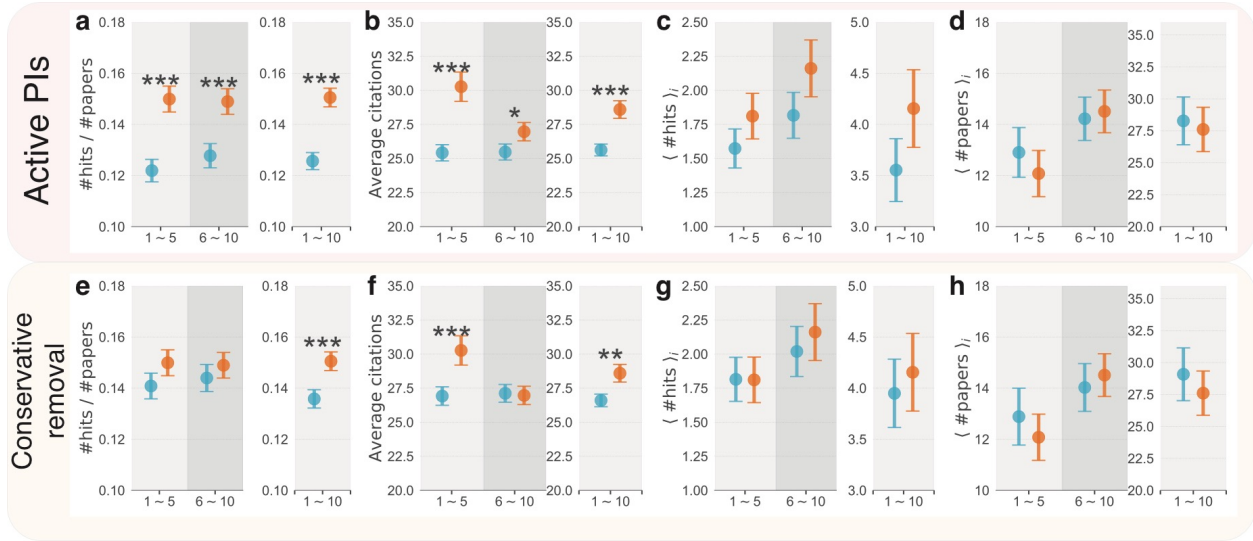 Active PIs
a
#hits / #papers
0.18
0.16
0.14
0.12
0.10
***
***
1 ~ 5
6 ~ 10
0.18
0.16
0.14
0.12
0.10
***
1 ~ 10
b
Average citations
35.0
32.5
30.0
27.5
25.0
22.5
20.0
***
*
1 ~ 5
6 ~ 10
35.0
32.5
30.0
27.5
25.0
22.5
20.0
***
1 ~ 10
c
⟨ #hits ⟩i
2.50
2.25
2.00
1.75
1.50
1.25
1.00
1 ~ 5
6 ~ 10
5.0
4.5
4.0
3.5
3.0
1 ~ 10
d
⟨ #papers ⟩i
18
16
14
12
10
1 ~ 5
6 ~ 10
35.0
32.5
30.0
27.5
25.0
22.5
20.0
1 ~ 10
Conservative
removal
e
#hits / #papers
0.18
0.16
0.14
0.12
0.10
1 ~ 5
6 ~ 10
0.18
0.16
0.14
0.12
0.10
***
1 ~ 10
f
Average citations
35.0
32.5
30.0
27.5
25.0
22.5
20.0
***
1 ~ 5
6 ~ 10
35.0
32.5
30.0
27.5
25.0
22.5
20.0
**
1 ~ 10
g
⟨ #hits ⟩i
2.50
2.25
2.00
1.75
1.50
1.25
1.00
1 ~ 5
6 ~ 10
5.0
4.5
4.0
3.5
3.0
1 ~ 10
h
⟨ #papers ⟩i
18
16
14
12
10
1 ~ 5
6 ~ 10
35.0
32.5
30.0
27.5
25.0
22.5
20.0
1 ~ 10